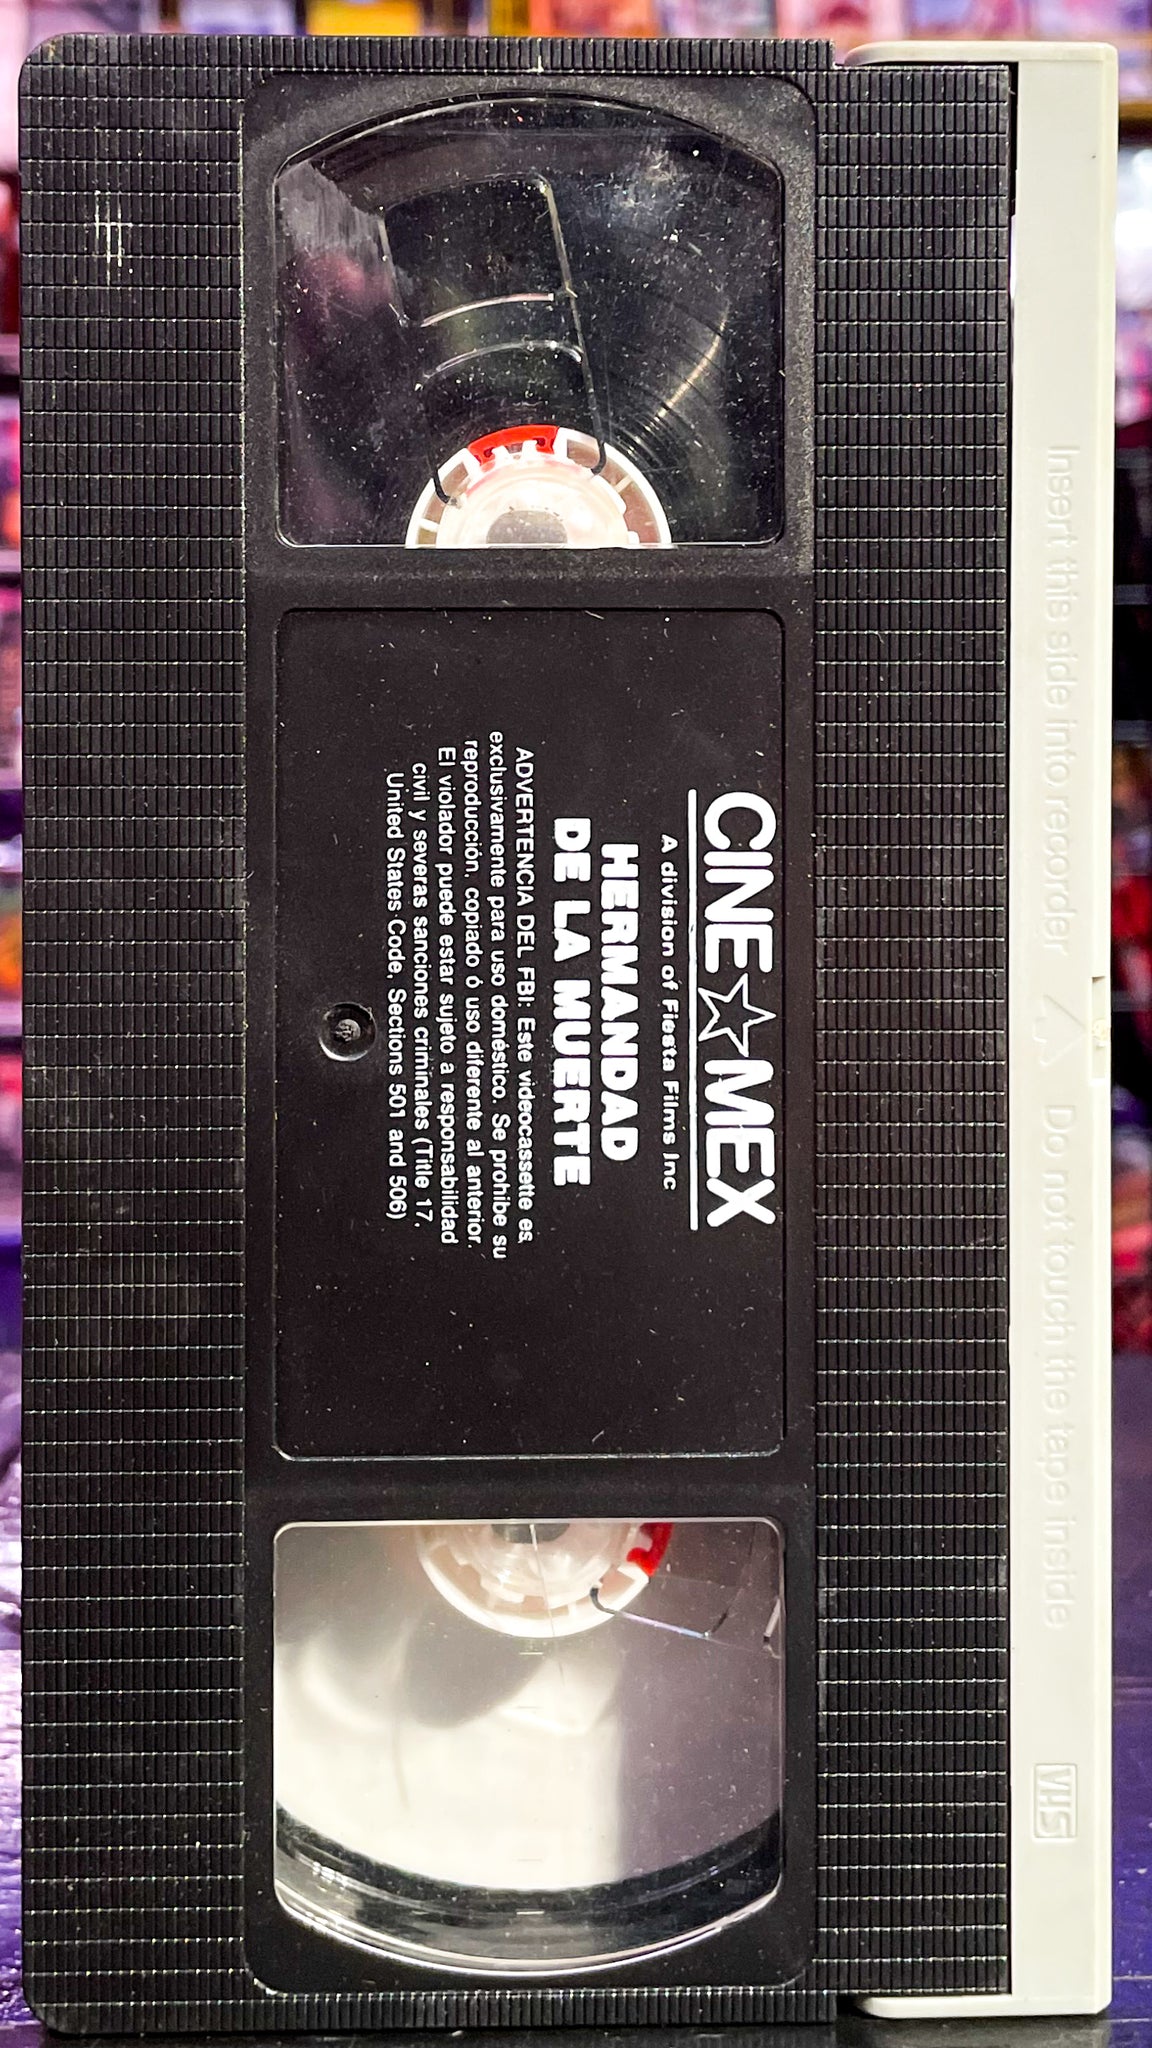 Insert this side into recorder △ Do not touch the tape inside
VHS
CINE☆MEX
A division of Fiesta Films Inc
HERMANDAD
DE LA MUERTE
ADVERTENCIA DEL FBI: Este videocassette es
exclusivamente para uso doméstico. Se prohibe su
reproducción, copiado ó uso diferente al anterior.
El violador puede estar sujeto a responsabilidad
civil y severas sanciones criminales (Title 17,
United States Code, Sections 501 and 506)